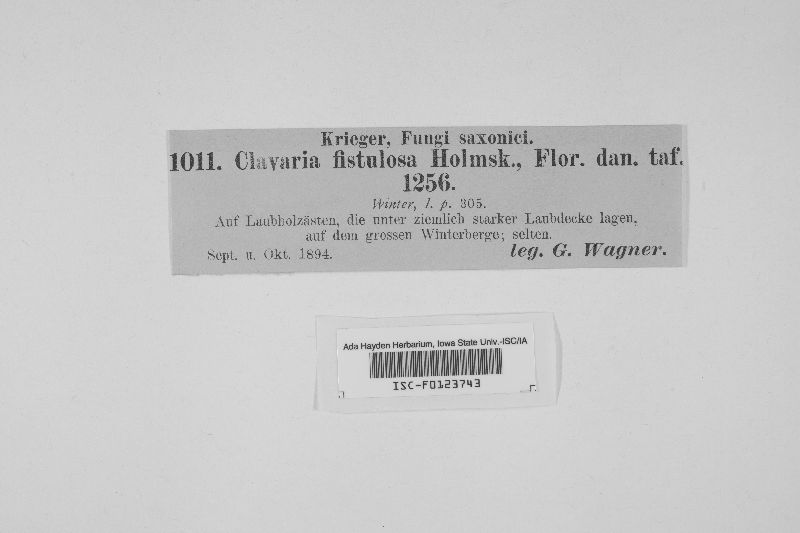 Krieger, Fungi saxonici.
1011. Clavaria fistulosa Holmsk., Flor. dan. taf.
1256.
Winter, l. p. 305.
Auf Laubholzästen, die unter ziemlich starker Laubdecke lagen,
auf dem grossen Winterberge; selten.
Sept. u. Okt. 1894. leg. G. Wagner.
Ada Hayden Herbarium, Iowa State Univ.-ISC/IA
ISC-F0123743